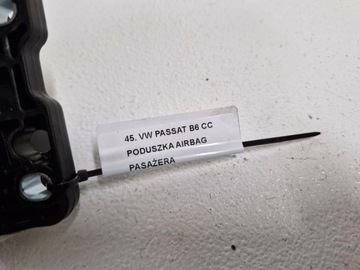 45. VW PASSAT B6 CC
PODUSZKA AIRBAG
PASAŻERA